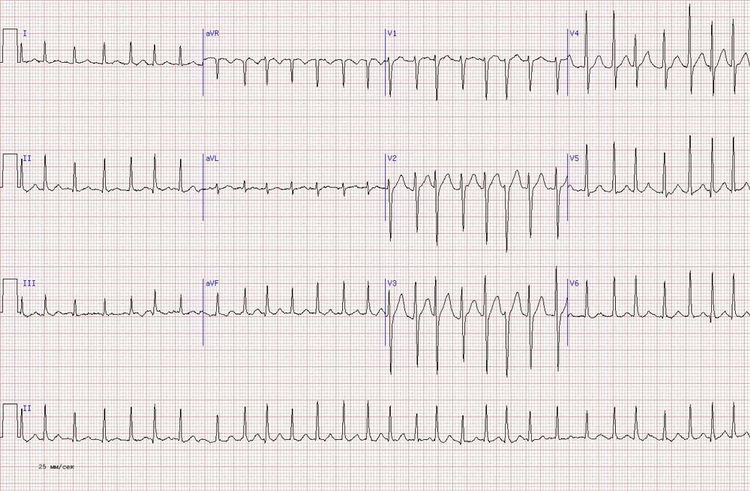 I aVR V1 V4
II aVL V2 V5
III aVF V3 V6
II
25 мм/сек